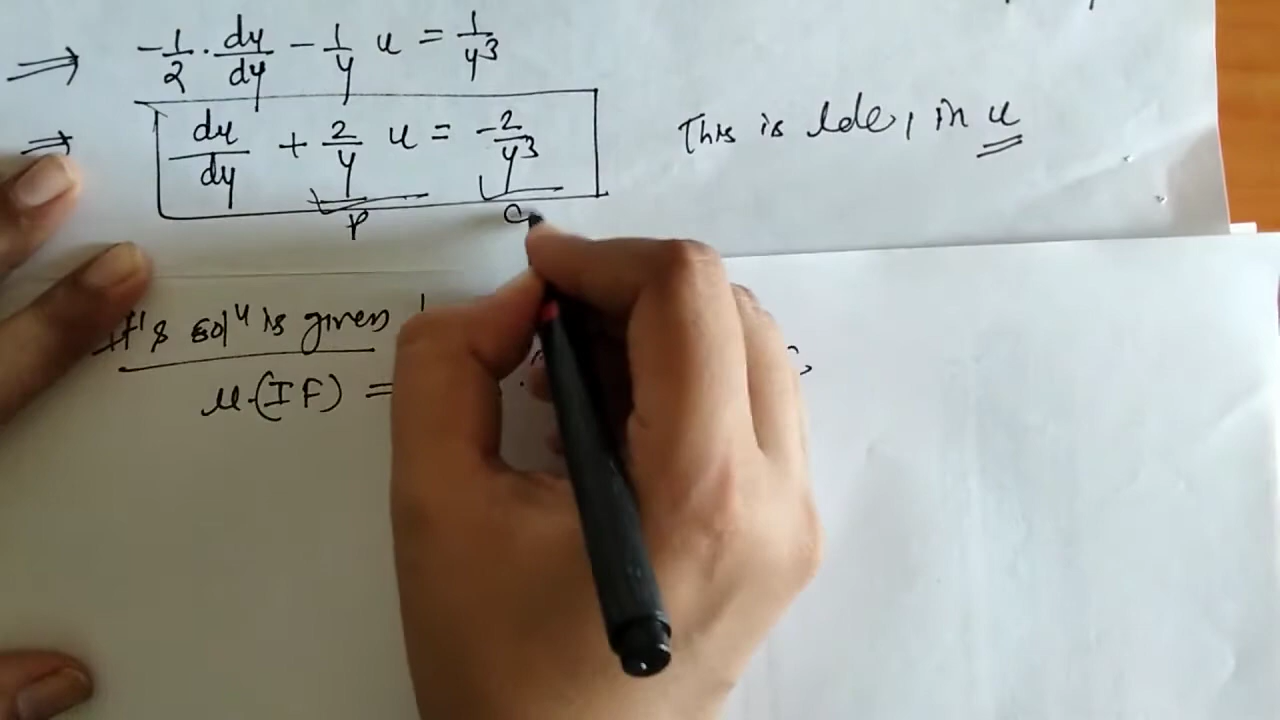 ⇒ -1/2 · du/dy - 1/y u = 1/y³
⇒ du/dy + 2/y u = -2/y³ This is lde, in u
P Q
It's solⁿ is given
u.(IF) =